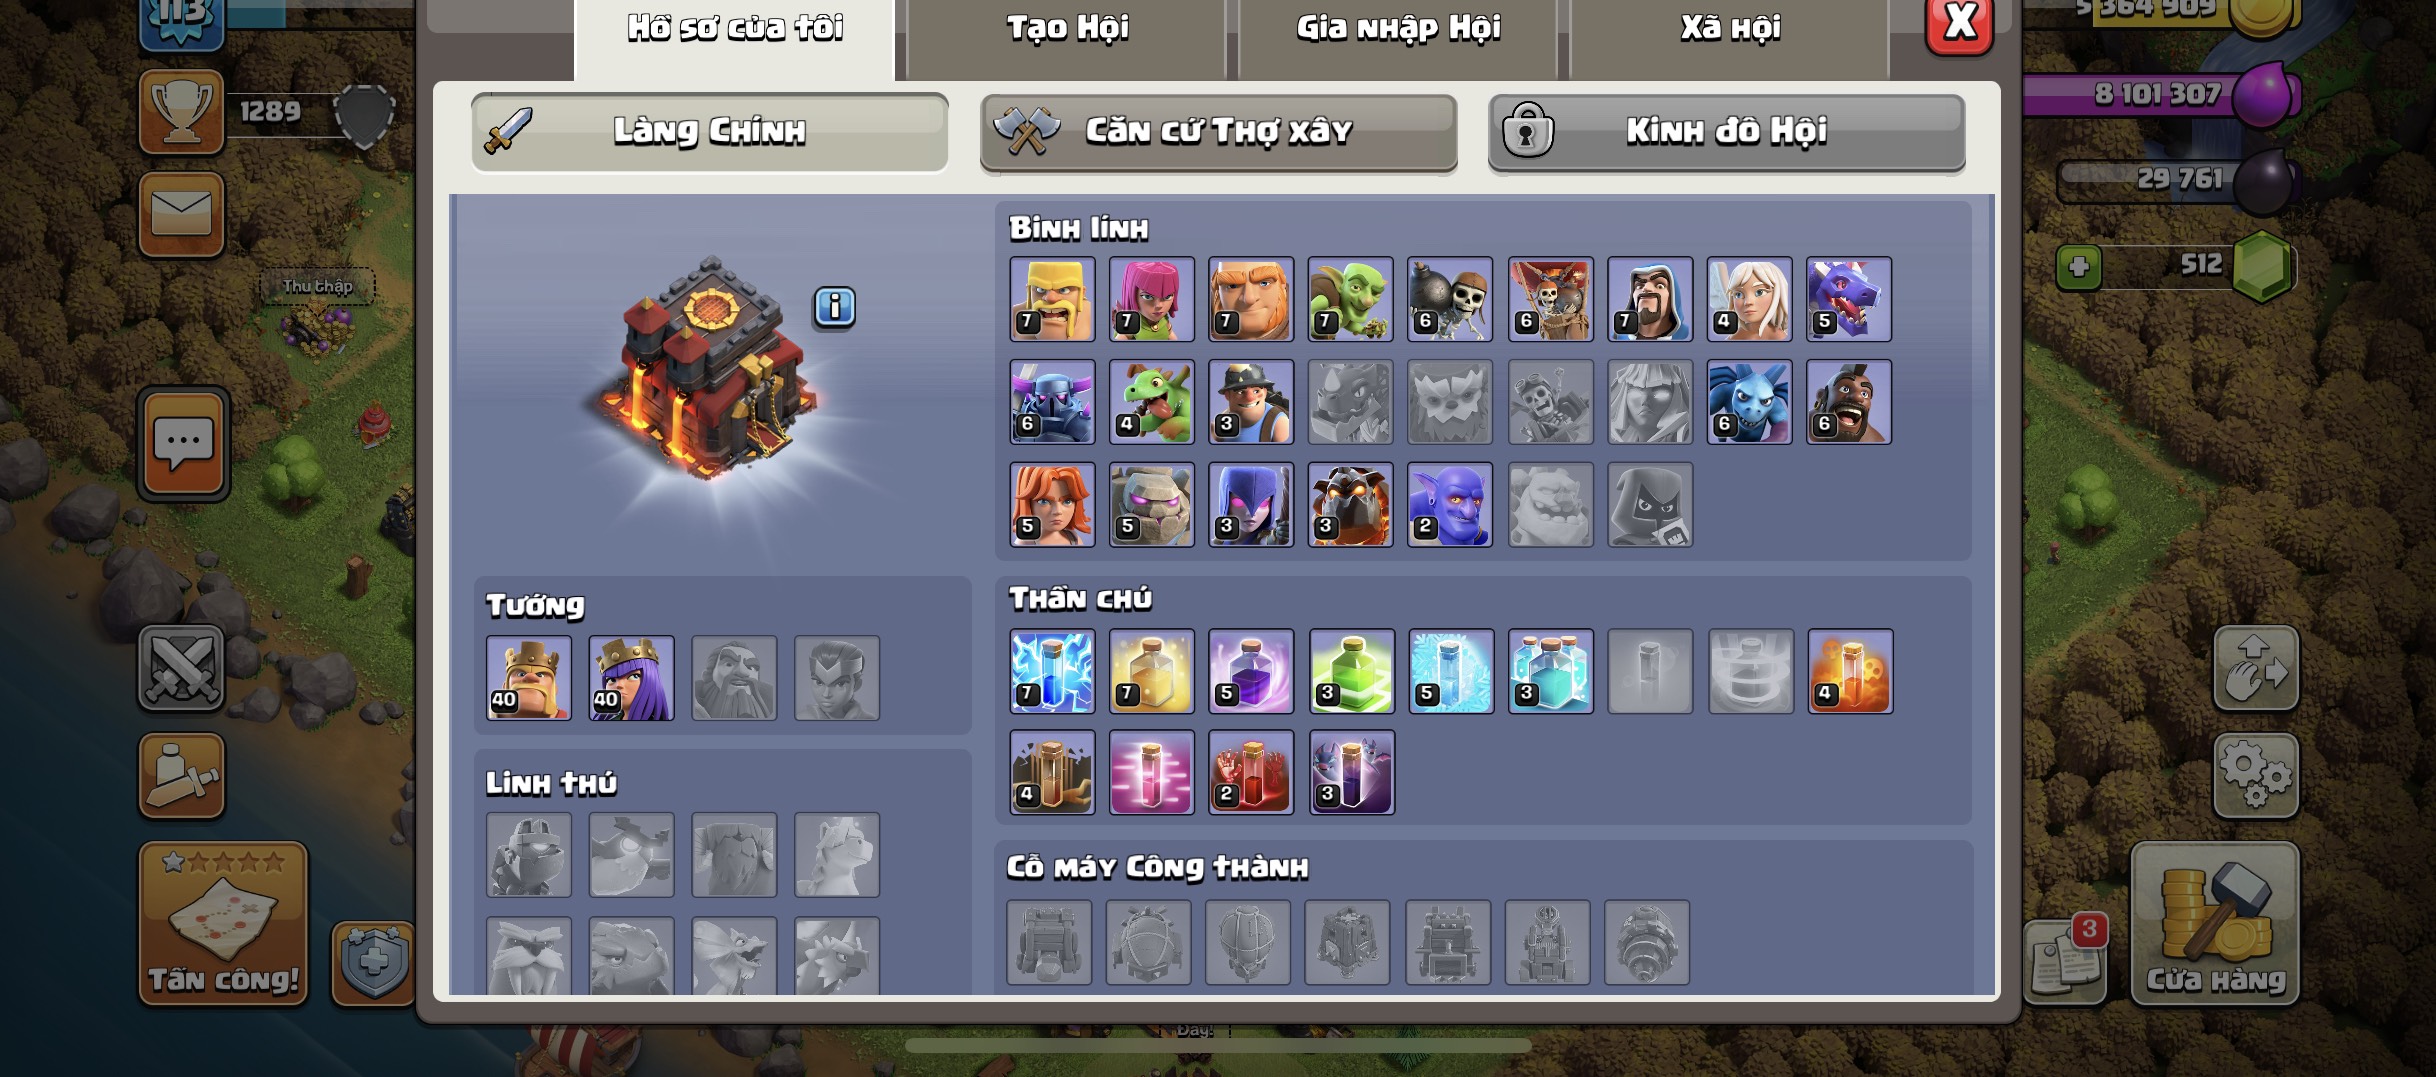 113
Hồ sơ của tôi
Tạo Hội
Gia nhập Hội
Xã hội
X
5 364 909
1289
Làng Chính
Căn cứ Thợ xây
Kinh đô Hội
8 101 307
29 761
512
Thu thập
i
Binh lính
7 7 7 7 6 6 7 4 5
6 4 3 6 6
5 5 3 3 2
Tướng
40 40
Thần chú
7 7 5 3 5 3 4
4 2 3
Linh thú
Cỗ máy Công thành
Tấn công!
3
Cửa hàng
Đấy!